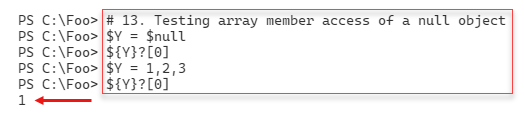 PS C:\Foo> # 13. Testing array member access of a null object
PS C:\Foo> $Y = $null
PS C:\Foo> ${Y}?[0]
PS C:\Foo> $Y = 1,2,3
PS C:\Foo> ${Y}?[0]
1